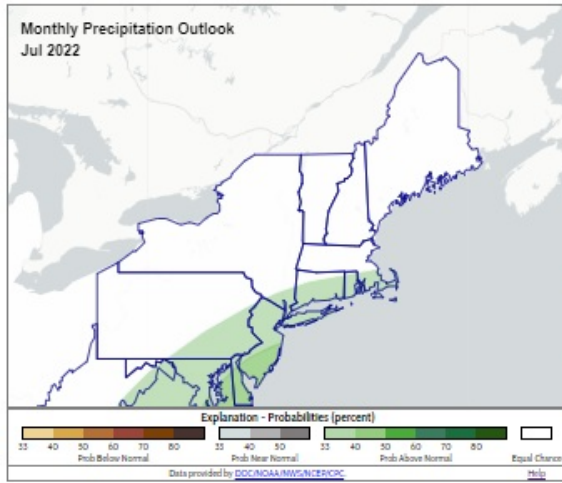 Monthly Precipitation Outlook
Jul 2022
Explanation - Probabilities (percent)
33 40 50 60 70 80 33 40 50 33 40 50 60 70 80
Prob Below Normal Prob Near Normal Prob Above Normal Equal Chance
Data provided by DOC/NOAA/NWS/NCEP/CPC. Help